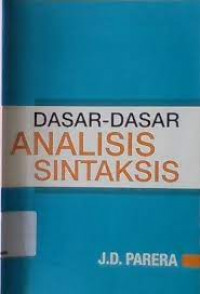 DASAR-DASAR
ANALISIS
SINTAKSIS
J.D. PARERA